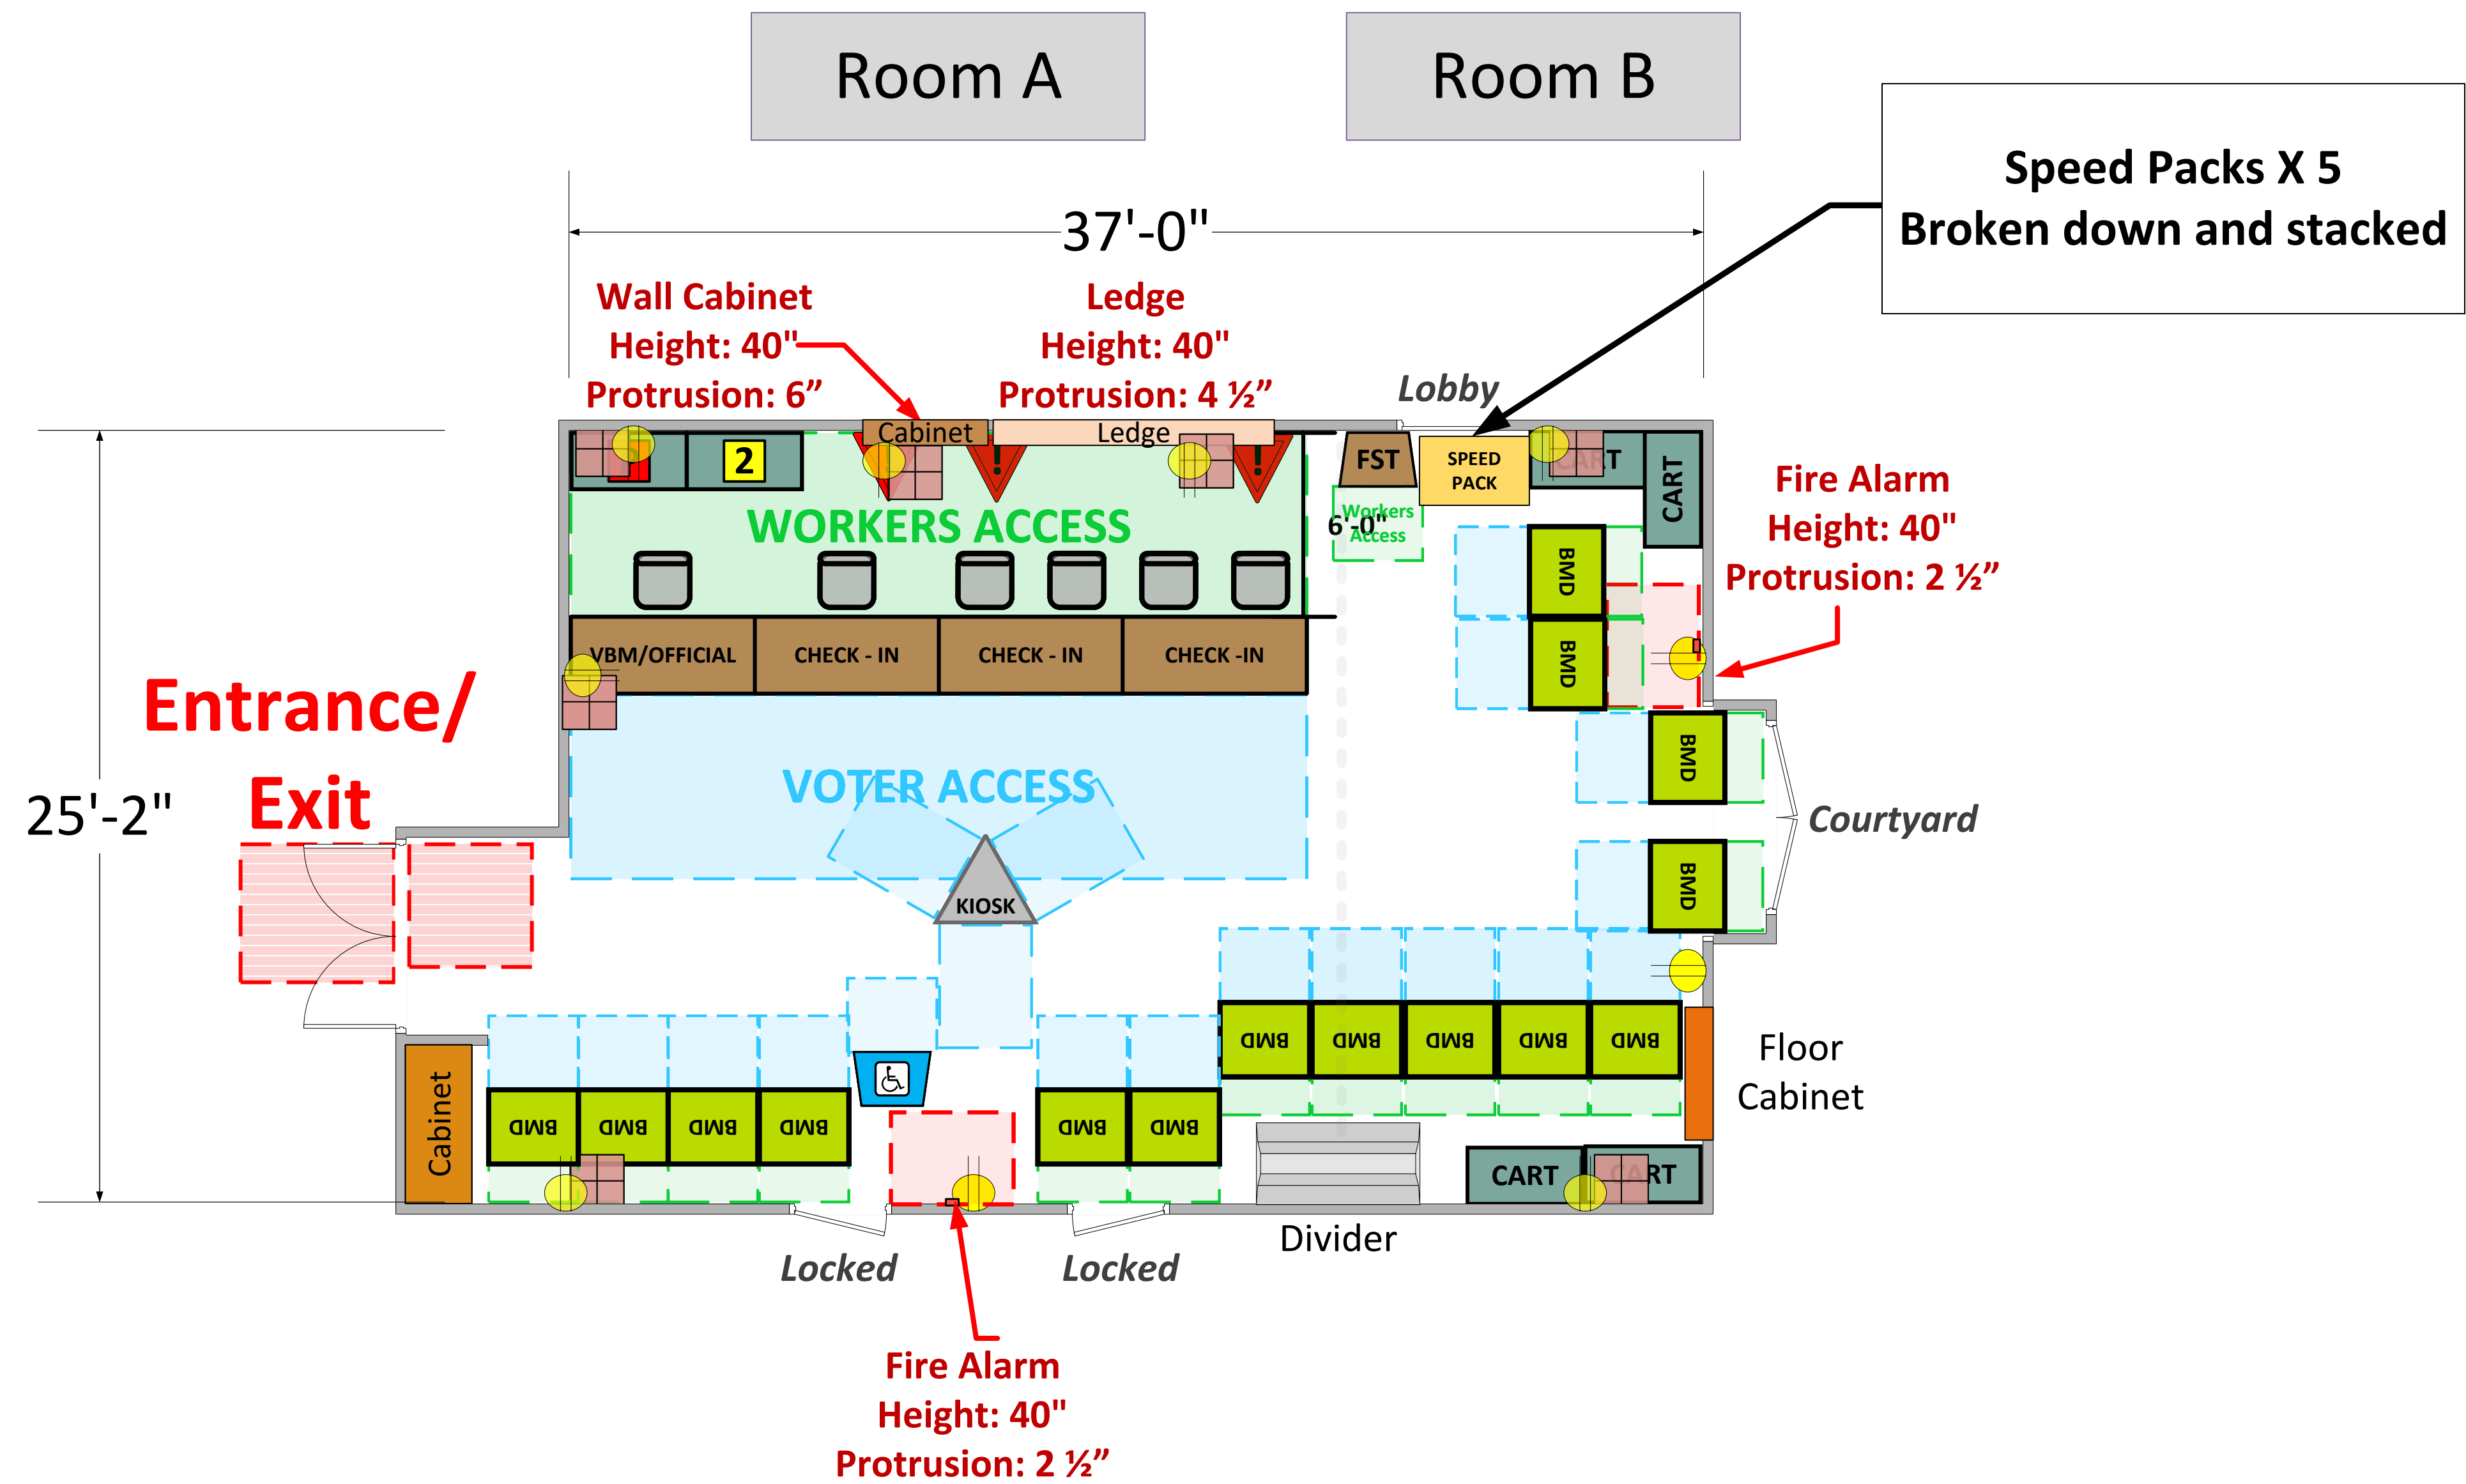 Room A
Room B
Speed Packs X 5
Broken down and stacked
37'-0"
Wall Cabinet
Height: 40"
Protrusion: 6”
Ledge
Height: 40"
Protrusion: 4 ½”
Lobby
Cabinet
Ledge
2
!
!
FST
SPEED
PACK
CART
CART
Workers
Access
6'-0"
WORKERS ACCESS
Fire Alarm
Height: 40"
Protrusion: 2 ½”
BMD
BMD
VBM/OFFICIAL
CHECK - IN
CHECK - IN
CHECK -IN
Entrance/
Exit
25'-2"
VOTER ACCESS
BMD
BMD
Courtyard
KIOSK
BMD
BMD
BMD
BMD
BMD
Floor
Cabinet
Cabinet
BMD
BMD
BMD
BMD
BMD
BMD
CART
CART
Divider
Locked
Locked
Fire Alarm
Height: 40"
Protrusion: 2 ½”